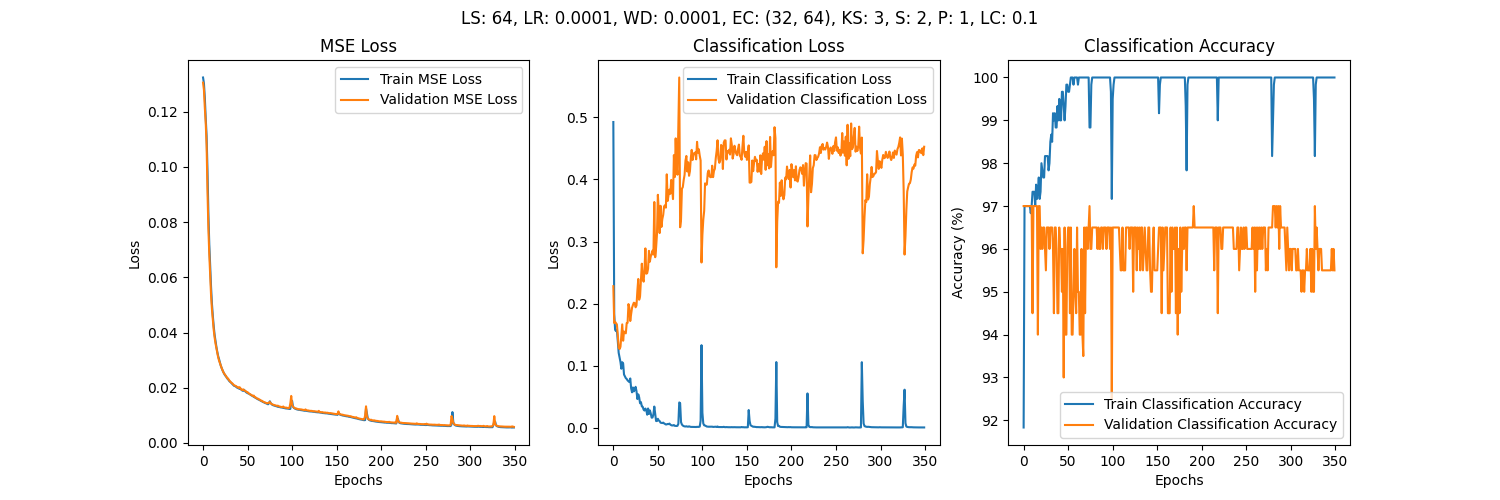 LS: 64, LR: 0.0001, WD: 0.0001, EC: (32, 64), KS: 3, S: 2, P: 1, LC: 0.1
MSE Loss
Train MSE Loss
Validation MSE Loss
Loss
0.12
0.10
0.08
0.06
0.04
0.02
0.00
0 50 100 150 200 250 300 350
Epochs
Classification Loss
Train Classification Loss
Validation Classification Loss
Loss
0.5
0.4
0.3
0.2
0.1
0.0
0 50 100 150 200 250 300 350
Epochs
Classification Accuracy
Accuracy (%)
100
99
98
97
96
95
94
93
92
Train Classification Accuracy
Validation Classification Accuracy
0 50 100 150 200 250 300 350
Epochs